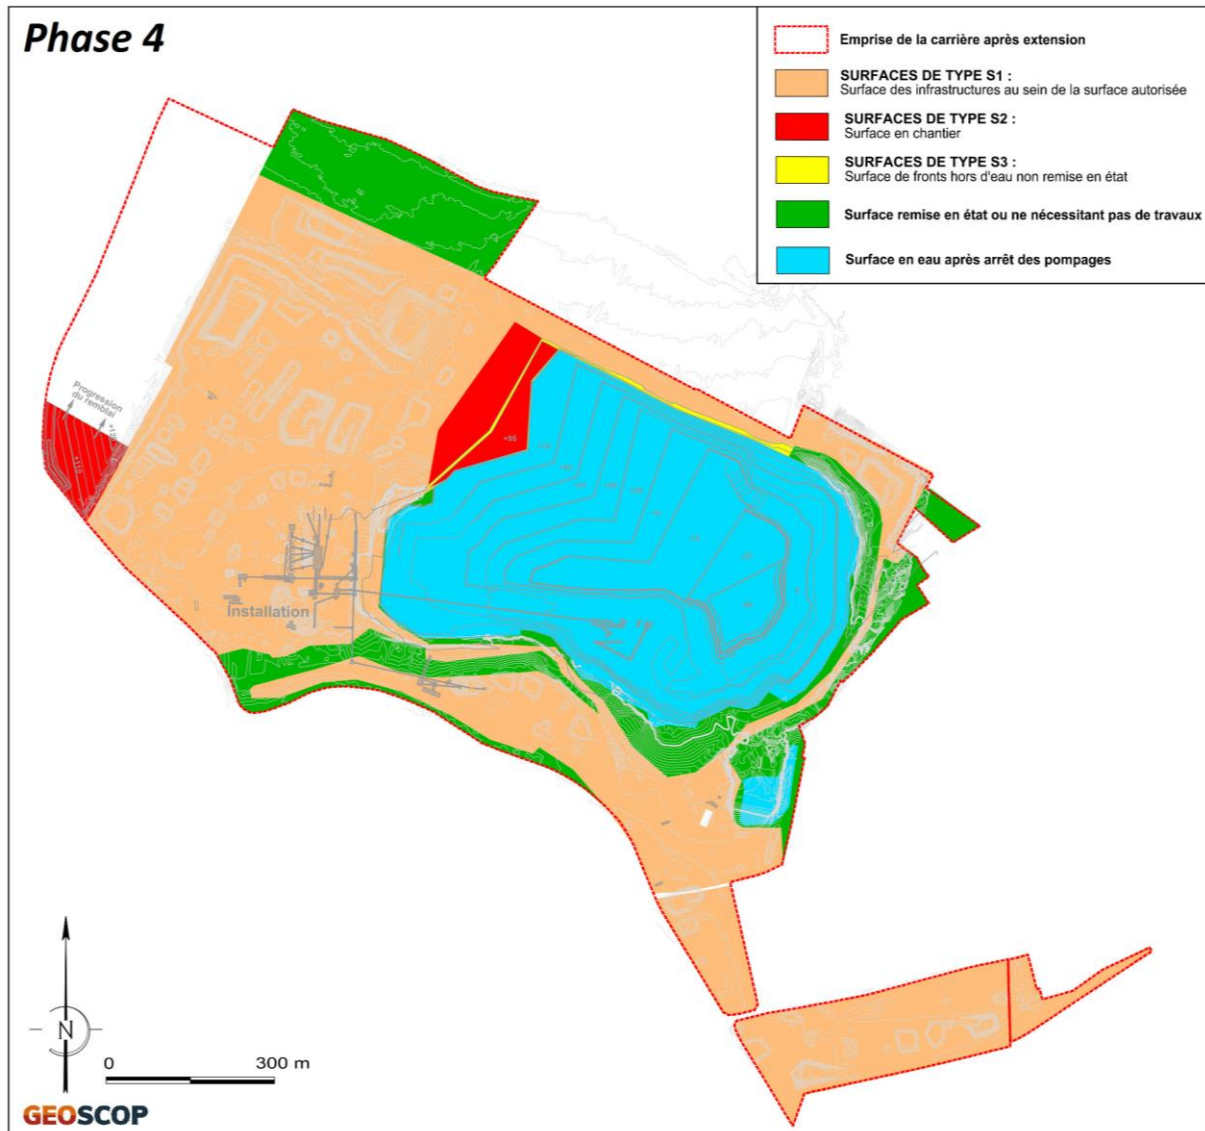 Phase 4
Emprise de la carrière après extension
SURFACES DE TYPE S1 :
Surface des infrastructures au sein de la surface autorisée
SURFACES DE TYPE S2 :
Surface en chantier
SURFACES DE TYPE S3 :
Surface de fronts hors d'eau non remise en état
Surface remise en état ou ne nécessitant pas de travaux
Surface en eau après arrêt des pompages
Progression
du remblai
+110
+95
Installation
N
0 300 m
GEOSCOP